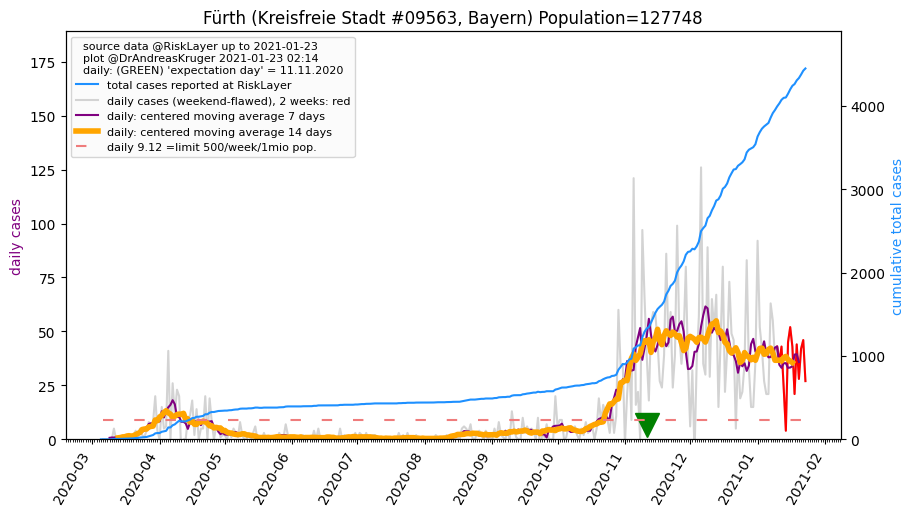 Fürth (Kreisfreie Stadt #09563, Bayern) Population=127748
source data @RiskLayer up to 2021-01-23
plot @DrAndreasKruger 2021-01-23 02:14
daily: (GREEN) 'expectation day' = 11.11.2020
total cases reported at RiskLayer
daily cases (weekend-flawed), 2 weeks: red
daily: centered moving average 7 days
daily: centered moving average 14 days
daily 9.12 =limit 500/week/1mio pop.
daily cases
175
150
125
100
75
50
25
0
cumulative total cases
4000
3000
2000
1000
0
2020-03
2020-04
2020-05
2020-06
2020-07
2020-08
2020-09
2020-10
2020-11
2020-12
2021-01
2021-02